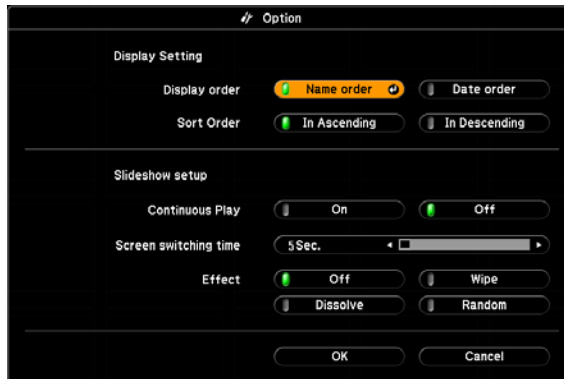 Option
Display Setting
Display order Name order Date order
Sort Order In Ascending In Descending
Slideshow setup
Continuous Play On Off
Screen switching time 5Sec.
Effect Off Wipe
Dissolve Random
OK Cancel